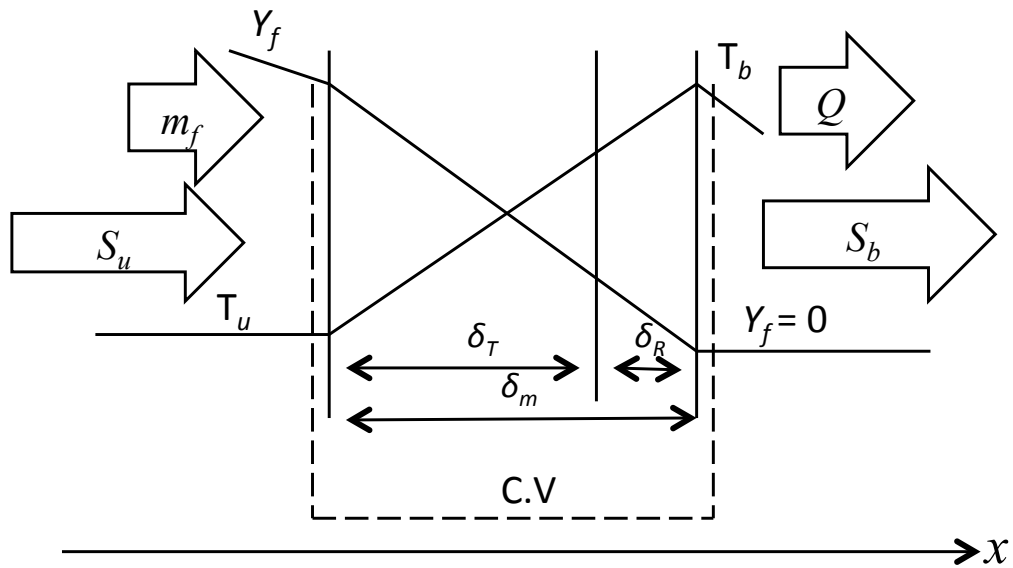 Y_f
T_b
Q
m_f
S_u
S_b
T_u
Y_f = 0
δ_T
δ_R
δ_m
C.V
x